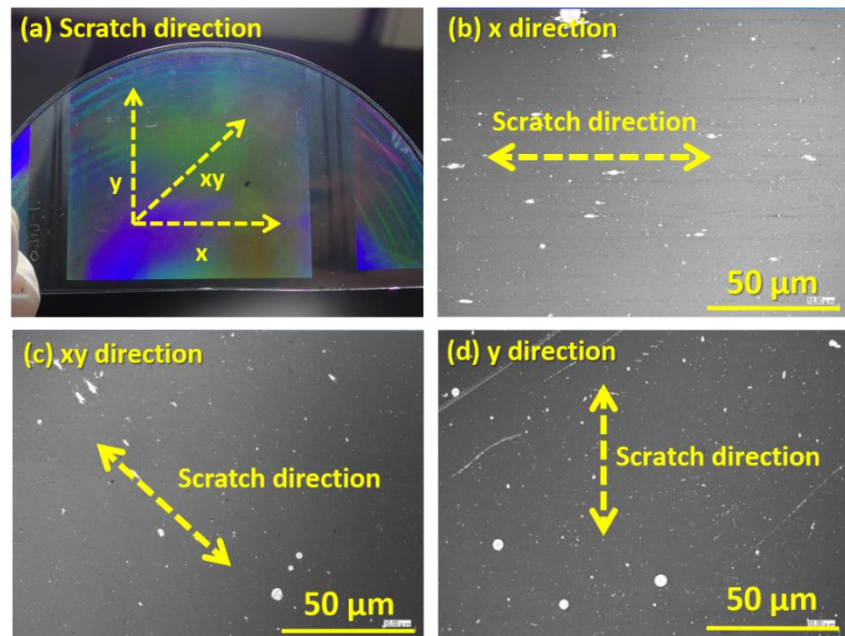 (a) Scratch direction
y
xy
x
(b) x direction
Scratch direction
50 μm
(c) xy direction
Scratch direction
50 μm
(d) y direction
Scratch direction
50 μm